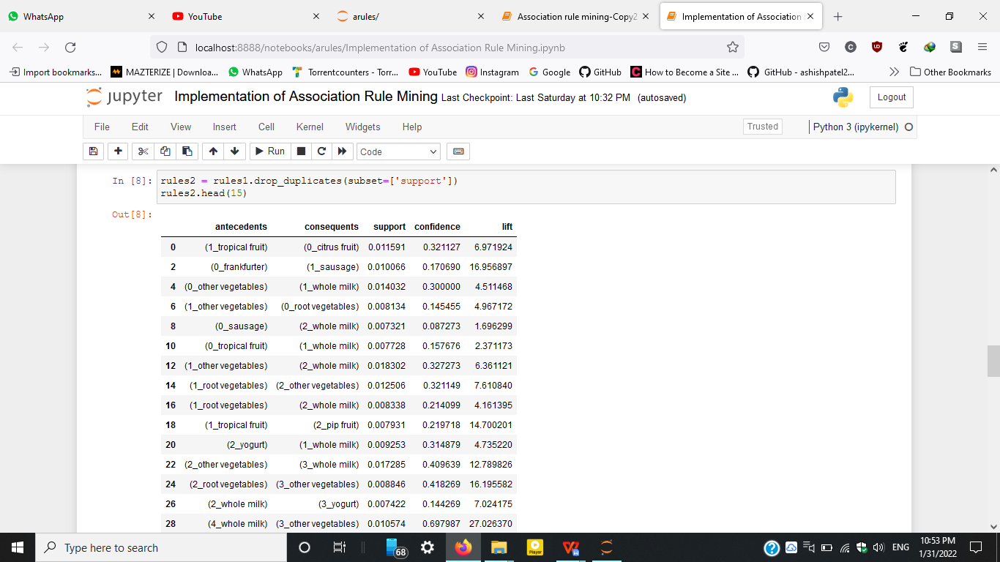 WhatsApp
YouTube
arules/
Association rule mining-Copy2
Implementation of Association
localhost:8888/notebooks/arules/Implementation of Association Rule Mining.ipynb
Import bookmarks... MAZTERIZE | Downloa... WhatsApp Torrentcounters - Torr... YouTube Instagram Google GitHub How to Become a Site ... GitHub - ashishpatel2... Other Bookmarks
jupyter Implementation of Association Rule Mining Last Checkpoint: Last Saturday at 10:32 PM (autosaved) Logout
File Edit View Insert Cell Kernel Widgets Help Trusted Python 3 (ipykernel)
Run Code
In [8]: rules2 = rules1.drop_duplicates(subset=['support'])
rules2.head(15)
Out[8]:
antecedents consequents support confidence lift
0 (1_tropical fruit) (0_citrus fruit) 0.011591 0.321127 6.971924
2 (0_frankfurter) (1_sausage) 0.010066 0.170690 16.956897
4 (0_other vegetables) (1_whole milk) 0.014032 0.300000 4.511468
6 (1_other vegetables) (0_root vegetables) 0.008134 0.145455 4.967172
8 (0_sausage) (2_whole milk) 0.007321 0.087273 1.696299
10 (0_tropical fruit) (1_whole milk) 0.007728 0.157676 2.371173
12 (1_other vegetables) (2_whole milk) 0.018302 0.327273 6.361121
14 (1_root vegetables) (2_other vegetables) 0.012506 0.321149 7.610840
16 (1_root vegetables) (2_whole milk) 0.008338 0.214099 4.161395
18 (1_tropical fruit) (2_pip fruit) 0.007931 0.219718 14.700201
20 (2_yogurt) (1_whole milk) 0.009253 0.314879 4.735220
22 (2_other vegetables) (3_whole milk) 0.017285 0.409639 12.789826
24 (2_root vegetables) (3_other vegetables) 0.008846 0.418269 16.195582
26 (2_whole milk) (3_yogurt) 0.007422 0.144269 7.024175
28 (4_whole milk) (3_other vegetables) 0.010574 0.697987 27.026370
Type here to search
68
Player
ENG
10:53 PM
1/31/2022